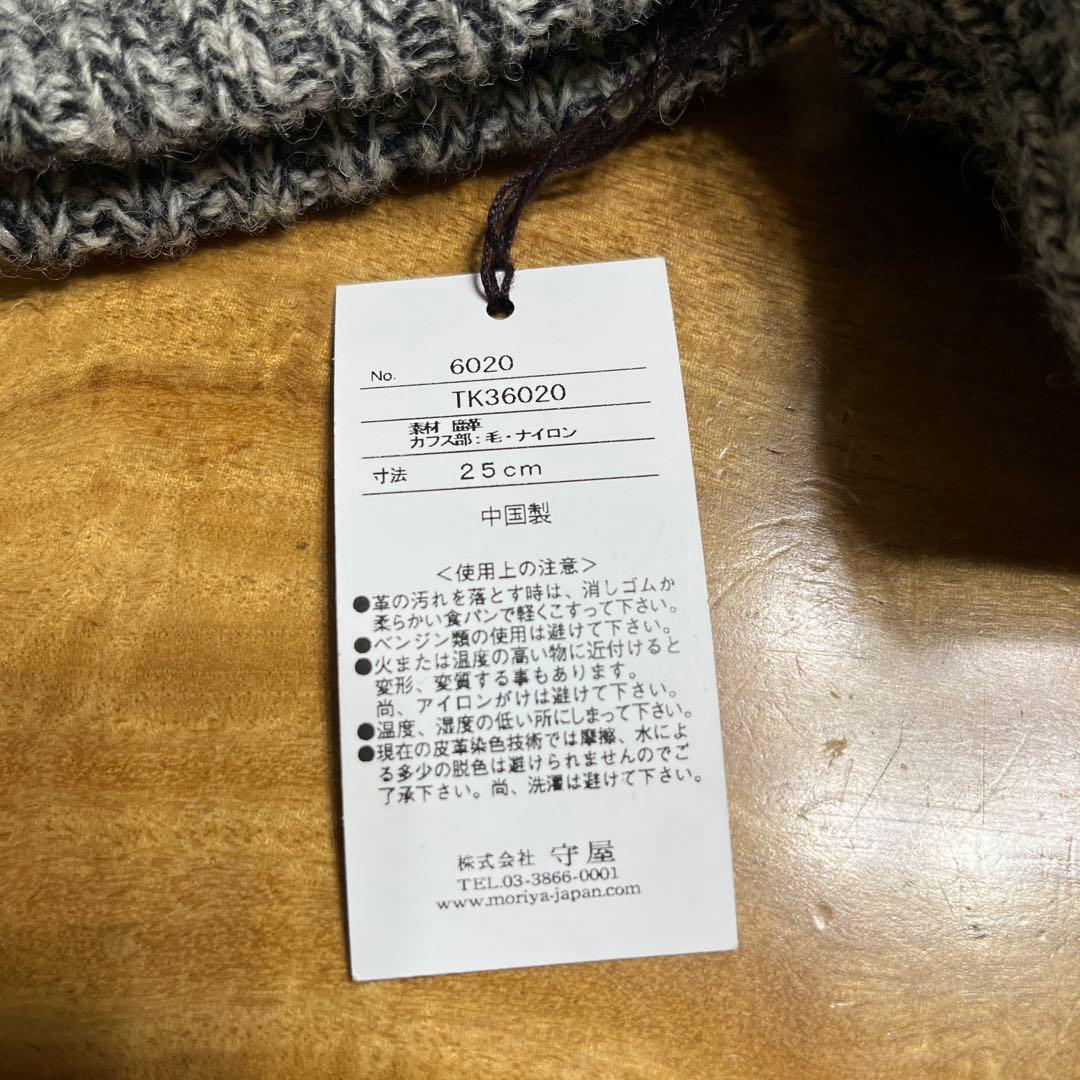 No. 6020
TK36020
素材 鹿革
カフス部:毛・ナイロン
寸法 25cm
中国製
<使用上の注意>
●革の汚れを落とす時は、消しゴムか
柔らかい食パンで軽くこすって下さい。
●ベンジン類の使用は避けて下さい。
●火または温度の高い物に近付けると
変形、変質する事もあります。
尚、アイロンがけは避けて下さい。
●温度、湿度の低い所にしまって下さい。
●現在の皮革染色技術では摩擦、水によ
る多少の脱色は避けられませんのでご
了承下さい。尚、洗濯は避けて下さい。
株式会社 守屋
TEL.03-3866-0001
www.moriya-japan.com